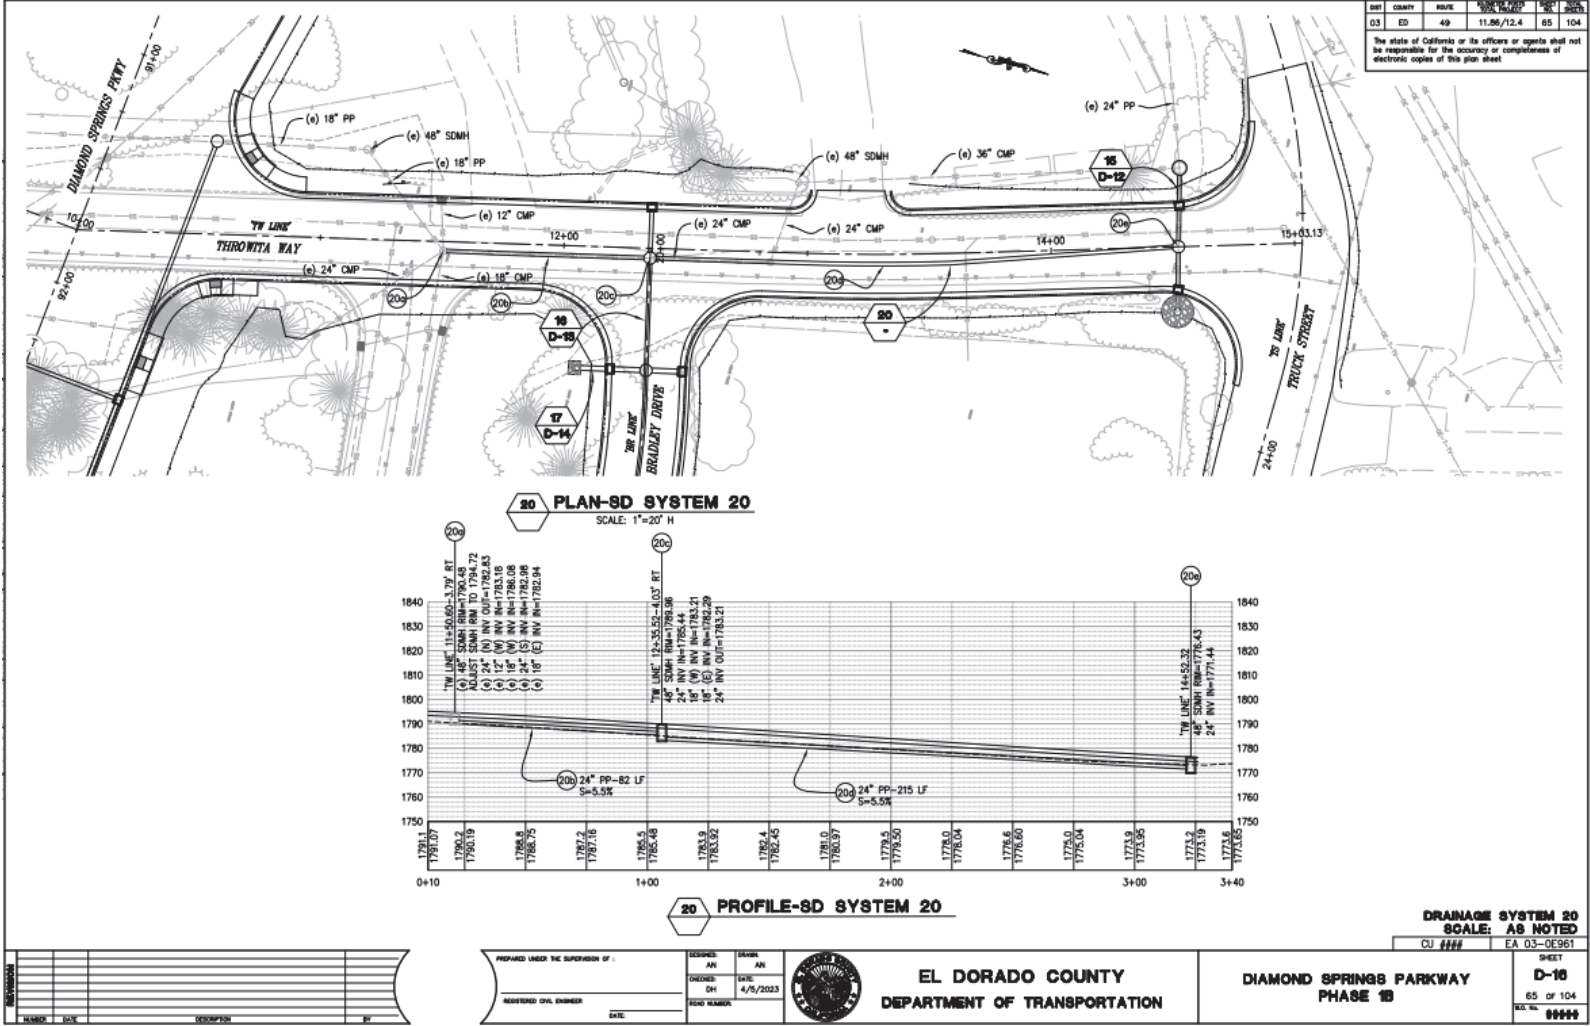 DIST COUNTY ROUTE KILOMETER POSTS TOTAL PROJECT SHEET NO. TOTAL SHEETS
03 ED 49 11.86/12.4 65 104
The state of California or its officers or agents shall not
be responsible for the accuracy or completeness of
electronic copies of this plan sheet
DIAMOND SPRINGS PKWY
91+00
92+00
10+00
(e) 18" PP
(e) 48" SDMH
(e) 18" PP
(e) 48" SDMH
(e) 36" CMP
(e) 24" PP
15
D-12
20e
'TW LINE'
THROWITA WAY
(e) 12" CMP
12+00
(e) 24" CMP
(e) 24" CMP
14+00
15+03.13
(e) 24" CMP
(e) 18" CMP
20a
20b
20c
20d
16
D-13
20
-
17
D-14
'BR LINE'
BRADLEY DRIVE
'TS LINE'
TRUCK STREET
24+00
20 PLAN-SD SYSTEM 20
SCALE: 1"=20' H
20a
'TW LINE' 11+50.60-3.79' RT
(e) 48" SDMH RIM=1790.48
ADJUST SDMH RIM TO 1794.72
(e) 24" (N) INV OUT=1782.83
(e) 12" (W) INV IN=1783.18
(e) 18" (W) INV IN=1786.08
(e) 24" (S) INV IN=1782.98
(e) 18" (E) INV IN=1782.94
20c
'TW LINE' 12+35.52-4.03' RT
48" SDMH RIM=1789.96
24" INV IN=1785.44
18" (W) INV IN=1783.21
18" (E) INV IN=1782.29
24" INV OUT=1783.21
20e
'TW LINE' 14+52.32
48" SDMH RIM=1776.43
24" INV IN=1771.44
1840 1840
1830 1830
1820 1820
1810 1810
1800 1800
1790 1790
1780 1780
1770 1770
1760 1760
1750 1750
20b 24" PP-82 LF
S=5.5%
20d 24" PP-215 LF
S=5.5%
1791.1 1790.2 1788.8 1787.2 1785.5 1783.9 1782.4 1781.0 1779.5 1778.0 1776.6 1775.0 1773.9 1773.2 1773.6
1791.07 1790.19 1788.75 1787.16 1785.48 1783.92 1782.45 1780.97 1779.50 1778.04 1776.60 1775.04 1773.95 1773.19 1773.65
0+10 1+00 2+00 3+00 3+40
20 PROFILE-SD SYSTEM 20
DRAINAGE SYSTEM 20
SCALE: AS NOTED
CU #### EA 03-0E961
REVISION
NUMBER DATE DESCRIPTION BY
PREPARED UNDER THE SUPERVISION OF :
REGISTERED CIVIL ENGINEER
DATE:
DESIGNED: AN
DRAWN: AN
CHECKED: DH
DATE: 4/5/2023
ROAD NUMBER:
EL DORADO COUNTY
DEPARTMENT OF TRANSPORTATION
DIAMOND SPRINGS PARKWAY
PHASE 1B
SHEET
D-16
65 OF 104
W.O. No.
#####